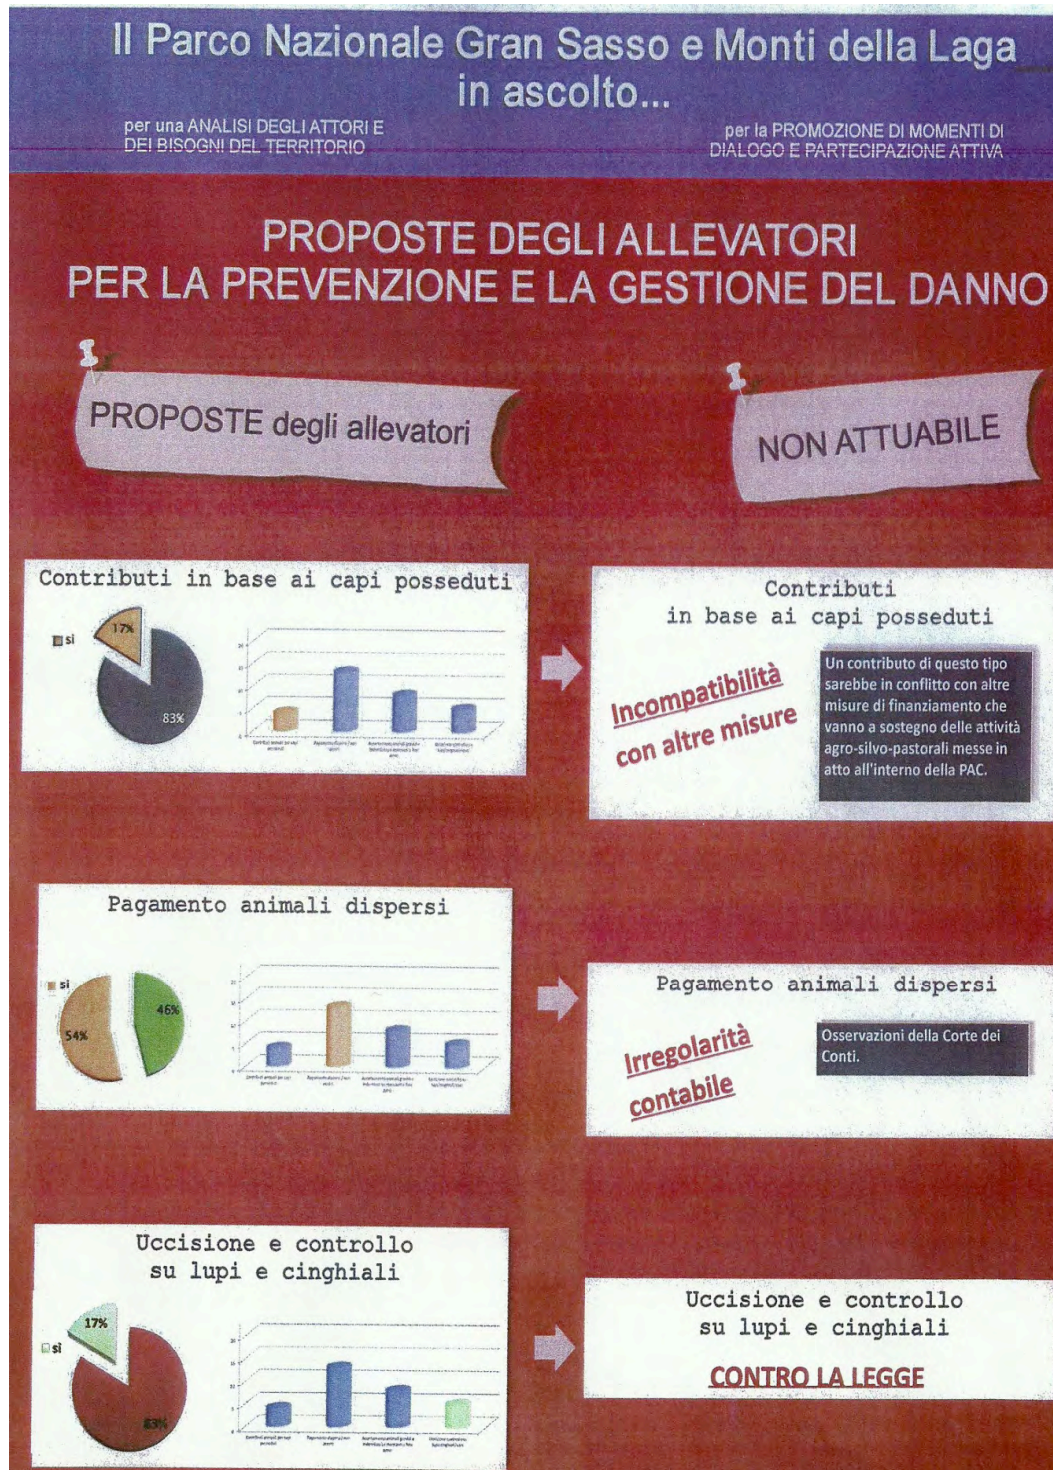 Il Parco Nazionale Gran Sasso e Monti della Laga
in ascolto...
per una ANALISI DEGLI ATTORI E
DEI BISOGNI DEL TERRITORIO
per la PROMOZIONE DI MOMENTI DI
DIALOGO E PARTECIPAZIONE ATTIVA
PROPOSTE DEGLI ALLEVATORI
PER LA PREVENZIONE E LA GESTIONE DEL DANNO
PROPOSTE degli allevatori
NON ATTUABILE
Contributi in base ai capi posseduti
si
17%
83%
Contributi
in base ai capi posseduti
Incompatibilità
con altre misure
Un contributo di questo tipo
sarebbe in conflitto con altre
misure di finanziamento che
vanno a sostegno delle attività
agro-silvo-pastorali messe in
atto all'interno della PAC.
Pagamento animali dispersi
si
54%
46%
Pagamento animali dispersi
Irregolarità
contabile
Osservazioni della Corte dei
Conti.
Uccisione e controllo
su lupi e cinghiali
si
17%
83%
Uccisione e controllo
su lupi e cinghiali
CONTRO LA LEGGE